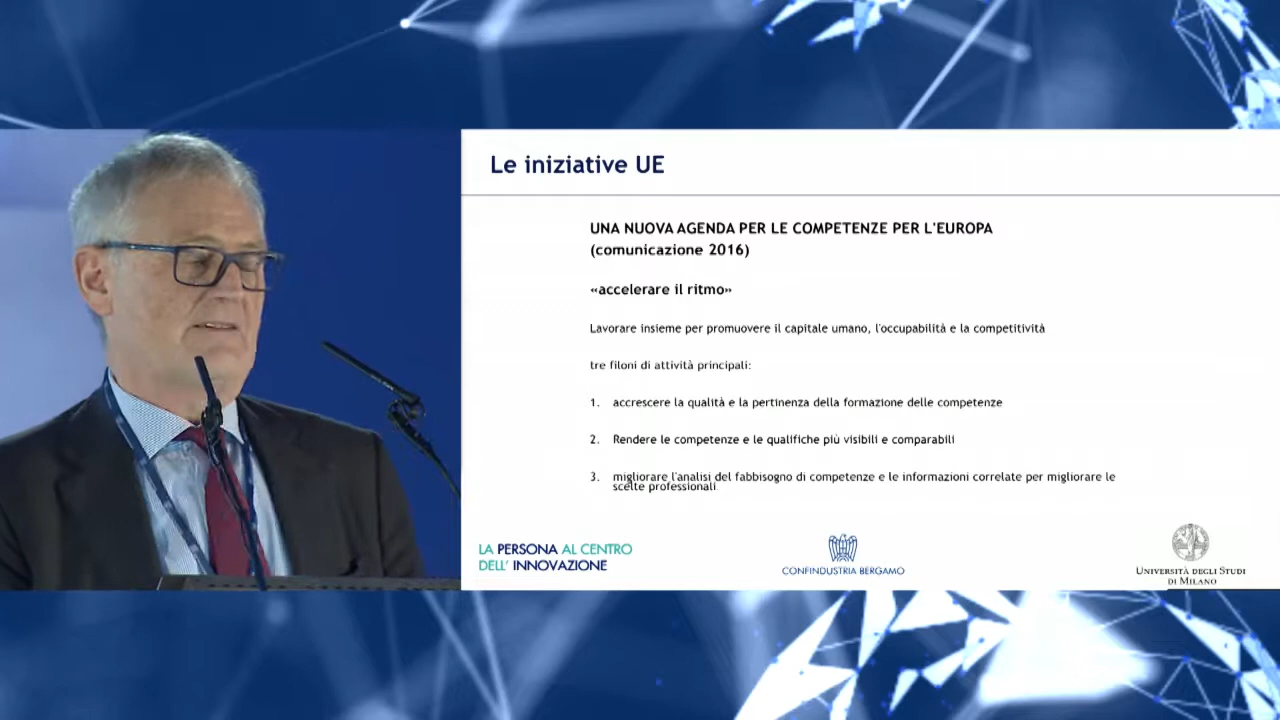 Le iniziative UE
UNA NUOVA AGENDA PER LE COMPETENZE PER L'EUROPA
(comunicazione 2016)
«accelerare il ritmo»
Lavorare insieme per promuovere il capitale umano, l'occupabilità e la competitività
tre filoni di attività principali:
1. accrescere la qualità e la pertinenza della formazione delle competenze
2. Rendere le competenze e le qualifiche più visibili e comparabili
3. migliorare l'analisi del fabbisogno di competenze e le informazioni correlate per migliorare le
scelte professionali
LA PERSONA AL CENTRO
DELL' INNOVAZIONE
CONFINDUSTRIA BERGAMO
UNIVERSITÀ DEGLI STUDI
DI MILANO